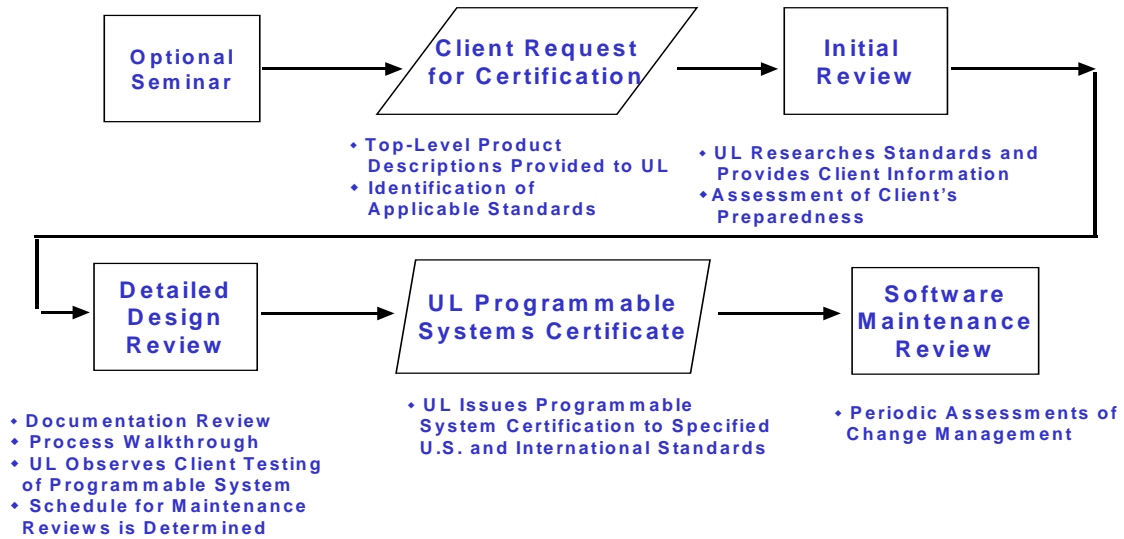 Optional
Seminar
Client Request
for Certification
Initial
Review
◆ Top-Level Product
Descriptions Provided to UL
◆ Identification of
Applicable Standards
◆ UL Researches Standards and
Provides Client Information
◆ Assessment of Client's
Preparedness
Detailed
Design
Review
UL Programmable
Systems Certificate
Software
Maintenance
Review
◆ Documentation Review
◆ Process Walkthrough
◆ UL Observes Client Testing
of Programmable System
◆ Schedule for Maintenance
Reviews is Determined
◆ UL Issues Programmable
System Certification to Specified
U.S. and International Standards
◆ Periodic Assessments of
Change Management